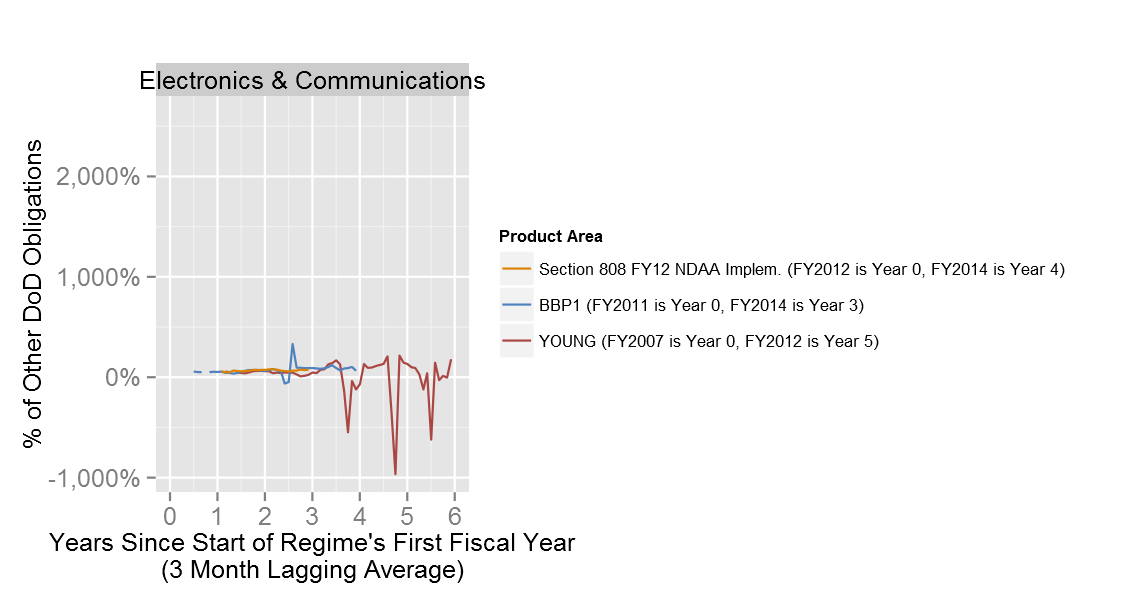 Electronics & Communications
% of Other DoD Obligations
2,000%
1,000%
0%
-1,000%
0 1 2 3 4 5 6
Years Since Start of Regime's First Fiscal Year
(3 Month Lagging Average)
Product Area
Section 808 FY12 NDAA Implem. (FY2012 is Year 0, FY2014 is Year 4)
BBP1 (FY2011 is Year 0, FY2014 is Year 3)
YOUNG (FY2007 is Year 0, FY2012 is Year 5)